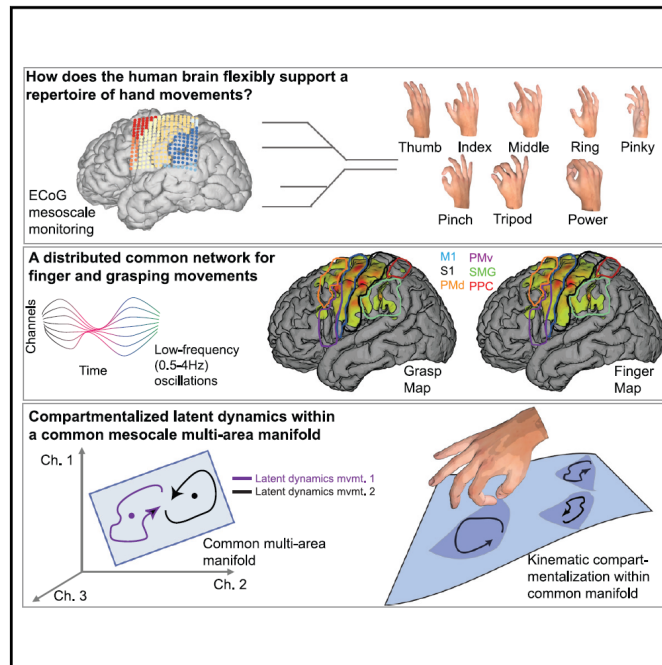 How does the human brain flexibly support a
repertoire of hand movements?
ECoG
mesoscale
monitoring
Thumb Index Middle Ring Pinky
Pinch Tripod Power
A distributed common network for
finger and grasping movements
Channels
Time
Low-frequency
(0.5-4Hz)
oscillations
M1 PMv
S1 SMG
PMd PPC
Grasp
Map
Finger
Map
Compartmentalized latent dynamics within
a common mesocale multi-area manifold
Ch. 1
Latent dynamics mvmt. 1
Latent dynamics mvmt. 2
Common multi-area
manifold
Ch. 2
Ch. 3
Kinematic compart-
mentalization within
common manifold